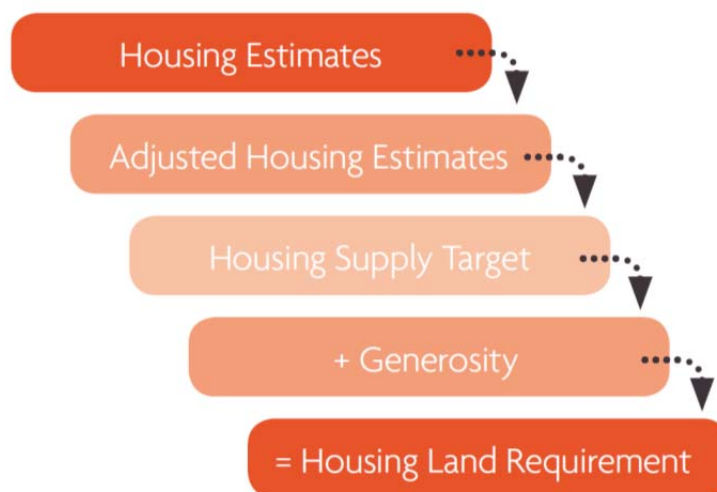 Housing Estimates
Adjusted Housing Estimates
Housing Supply Target
+ Generosity
= Housing Land Requirement